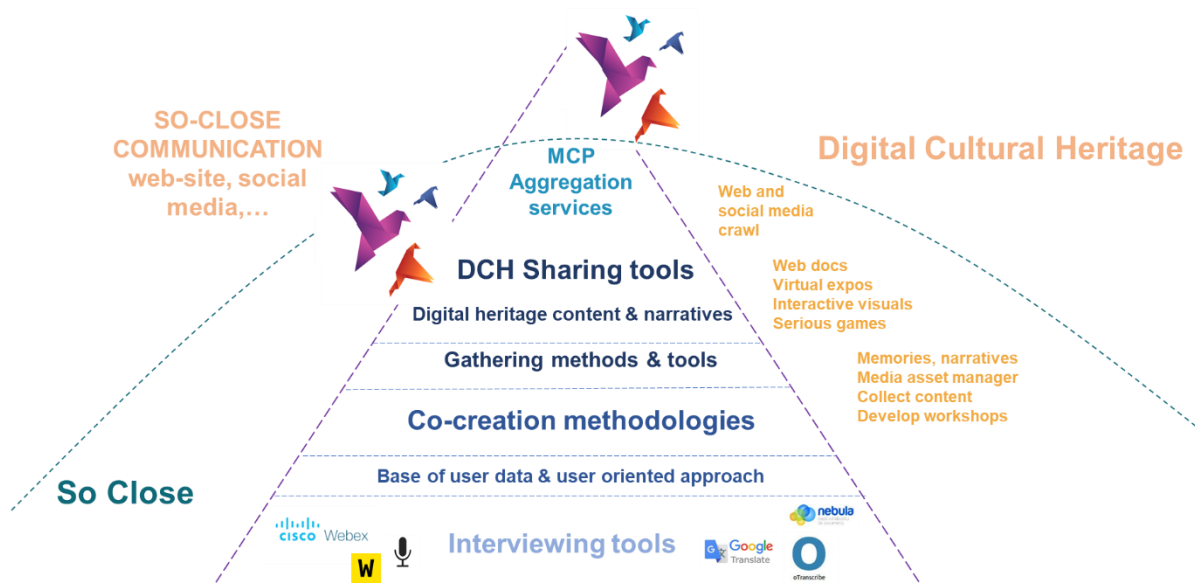 SO-CLOSE
COMMUNICATION
web-site, social
media,...
Digital Cultural Heritage
MCP
Aggregation
services
Web and
social media
crawl
DCH Sharing tools
Web docs
Virtual expos
Interactive visuals
Serious games
Digital heritage content & narratives
Gathering methods & tools
Memories, narratives
Media asset manager
Collect content
Develop workshops
Co-creation methodologies
Base of user data & user oriented approach
So Close
CISCO Webex
W
Interviewing tools
G Google
Translate
nebula
O
oTranscribe